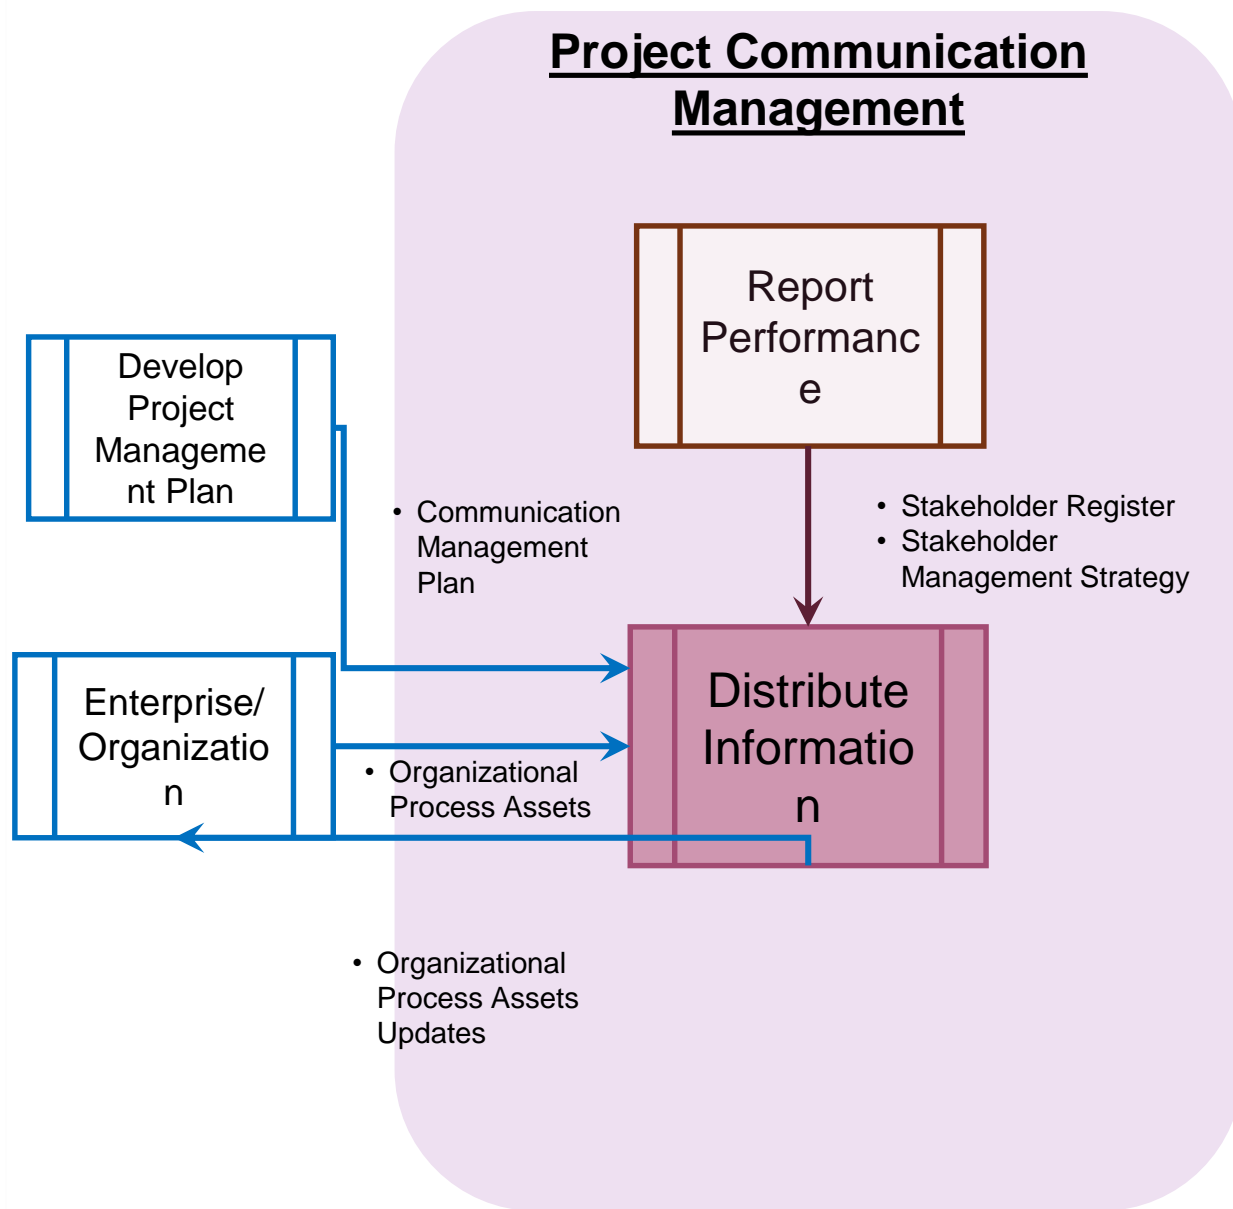 Project Communication
Management
Report
Performanc
e
Develop
Project
Manageme
nt Plan
• Communication
Management
Plan
• Stakeholder Register
• Stakeholder
Management Strategy
Enterprise/
Organizatio
n
Distribute
Informatio
n
• Organizational
Process Assets
• Organizational
Process Assets
Updates